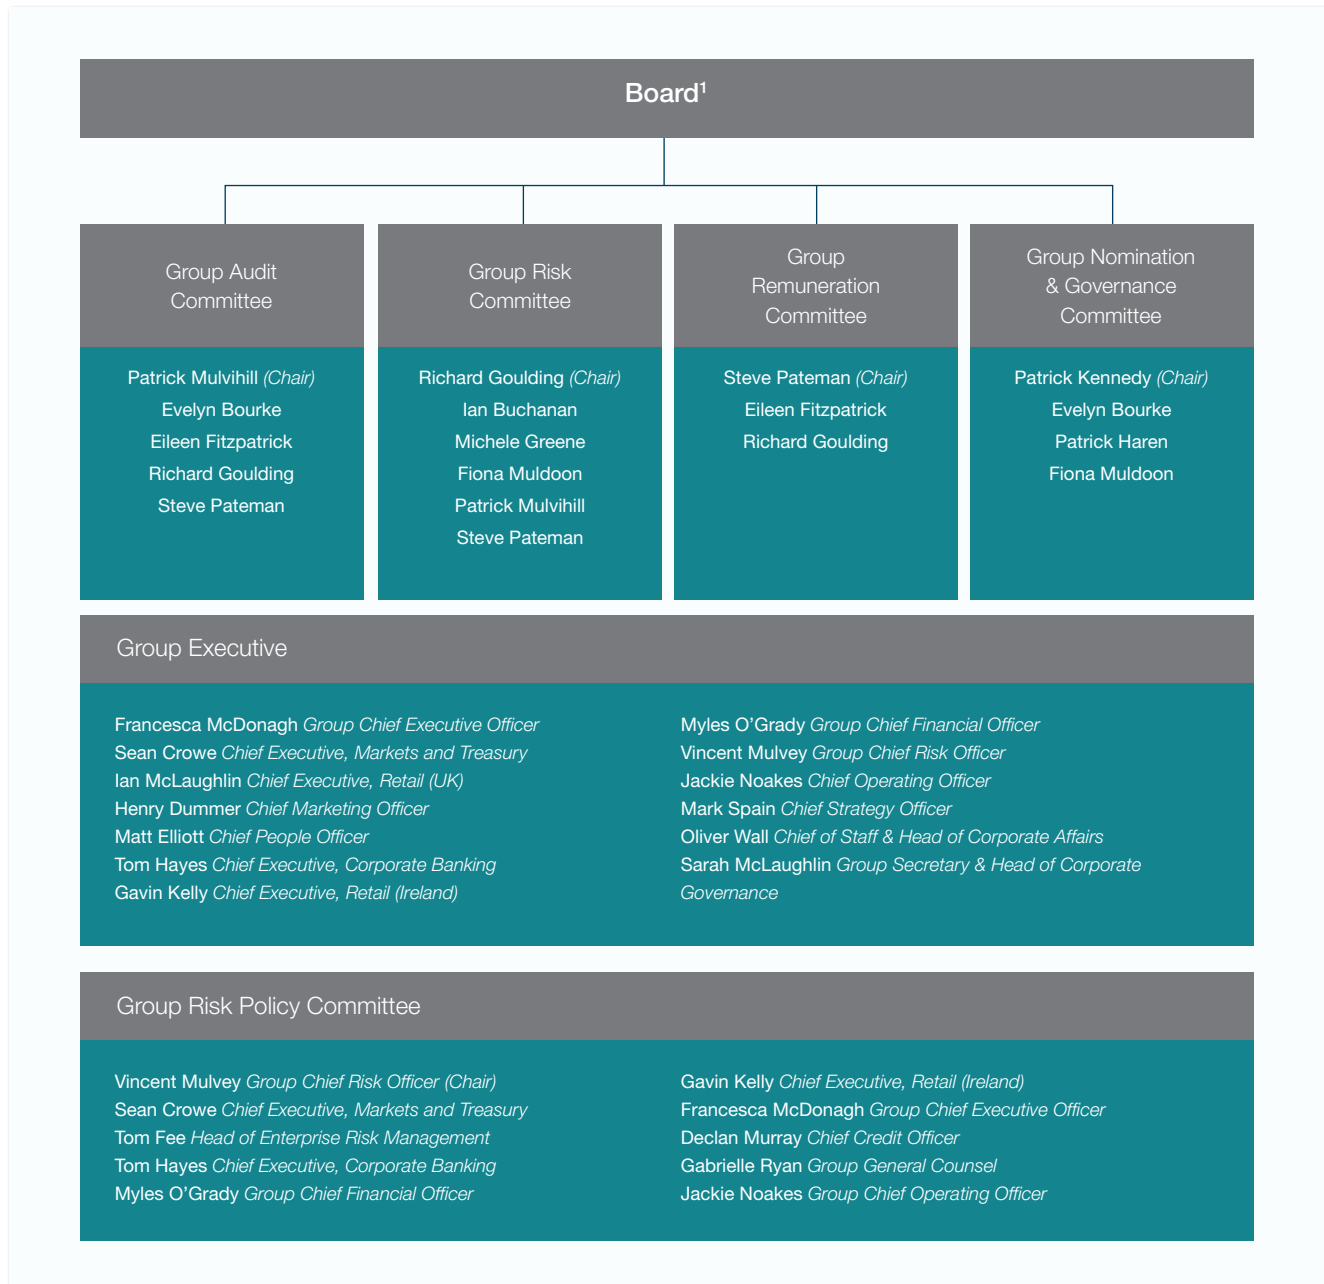 Board¹
Group Audit
Committee
Patrick Mulvihill (Chair)
Evelyn Bourke
Eileen Fitzpatrick
Richard Goulding
Steve Pateman
Group Risk
Committee
Richard Goulding (Chair)
Ian Buchanan
Michele Greene
Fiona Muldoon
Patrick Mulvihill
Steve Pateman
Group
Remuneration
Committee
Steve Pateman (Chair)
Eileen Fitzpatrick
Richard Goulding
Group Nomination
& Governance
Committee
Patrick Kennedy (Chair)
Evelyn Bourke
Patrick Haren
Fiona Muldoon
Group Executive
Francesca McDonagh Group Chief Executive Officer
Sean Crowe Chief Executive, Markets and Treasury
Ian McLaughlin Chief Executive, Retail (UK)
Henry Dummer Chief Marketing Officer
Matt Elliott Chief People Officer
Tom Hayes Chief Executive, Corporate Banking
Gavin Kelly Chief Executive, Retail (Ireland)
Myles O’Grady Group Chief Financial Officer
Vincent Mulvey Group Chief Risk Officer
Jackie Noakes Chief Operating Officer
Mark Spain Chief Strategy Officer
Oliver Wall Chief of Staff & Head of Corporate Affairs
Sarah McLaughlin Group Secretary & Head of Corporate
Governance
Group Risk Policy Committee
Vincent Mulvey Group Chief Risk Officer (Chair)
Sean Crowe Chief Executive, Markets and Treasury
Tom Fee Head of Enterprise Risk Management
Tom Hayes Chief Executive, Corporate Banking
Myles O’Grady Group Chief Financial Officer
Gavin Kelly Chief Executive, Retail (Ireland)
Francesca McDonagh Group Chief Executive Officer
Declan Murray Chief Credit Officer
Gabrielle Ryan Group General Counsel
Jackie Noakes Group Chief Operating Officer